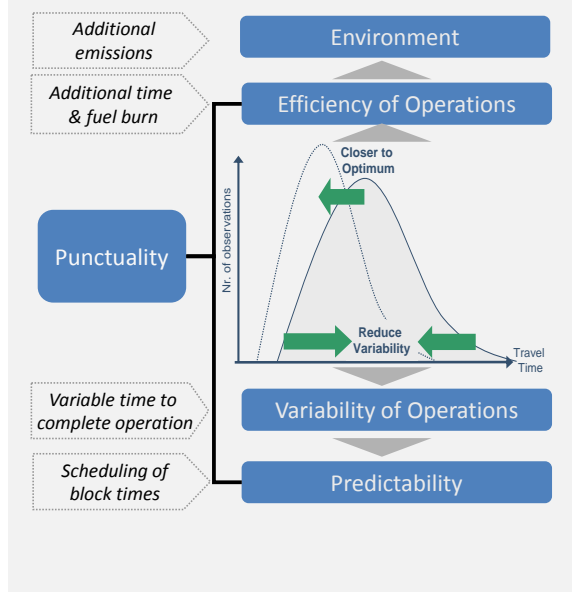 Additional
emissions
Environment
Additional time
& fuel burn
Efficiency of Operations
Closer to
Optimum
Nr. of observations
Punctuality
Reduce
Variability
Travel
Time
Variable time to
complete operation
Variability of Operations
Scheduling of
block times
Predictability